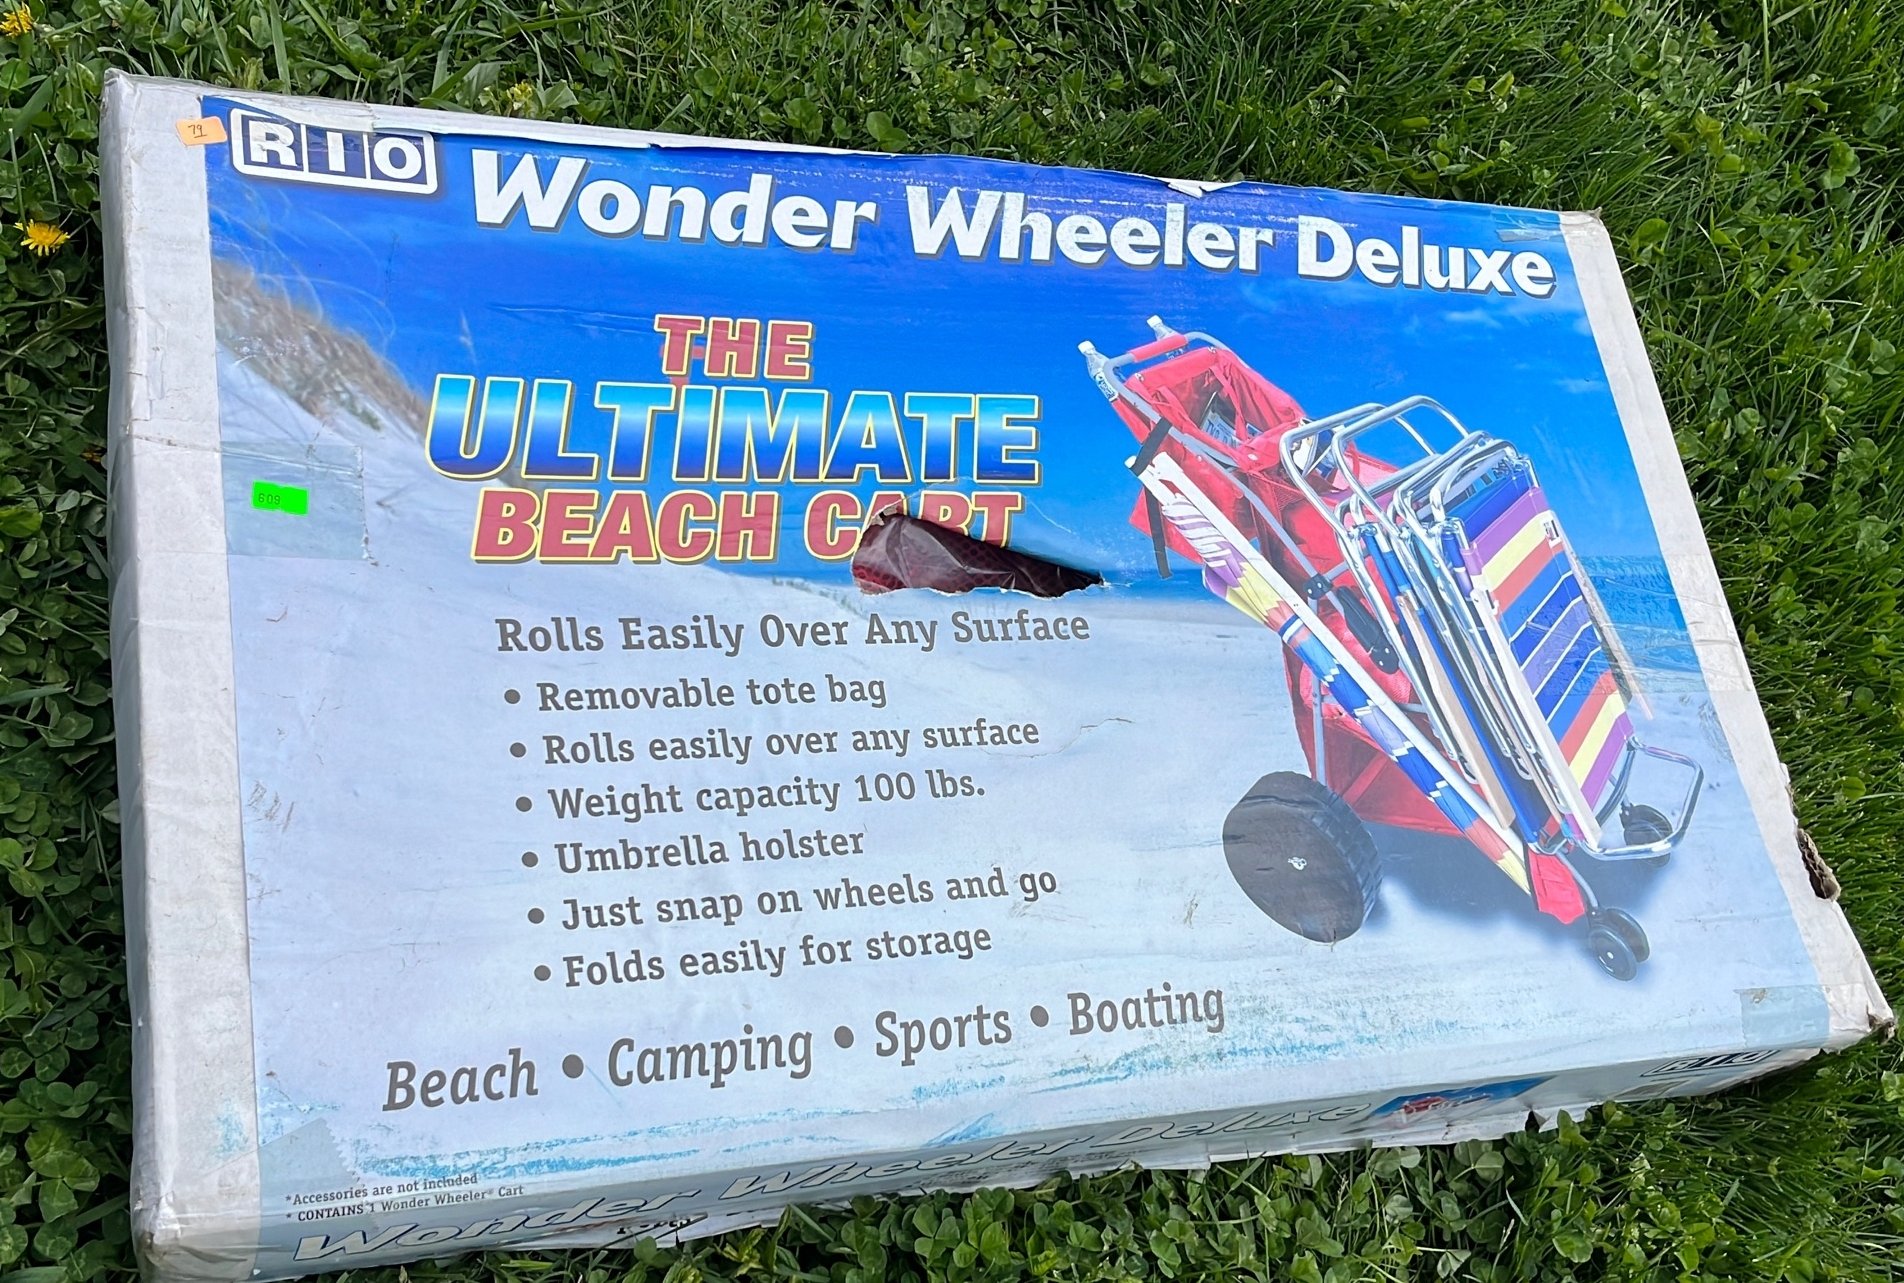 79
RIO Wonder Wheeler Deluxe
THE
ULTIMATE
BEACH CART
609
Rolls Easily Over Any Surface
• Removable tote bag
• Rolls easily over any surface
• Weight capacity 100 lbs.
• Umbrella holster
• Just snap on wheels and go
• Folds easily for storage
Beach • Camping • Sports • Boating
*Accessories are not included
* CONTAINS 1 Wonder Wheeler® Cart
Wonder Wheeler Deluxe
RIO